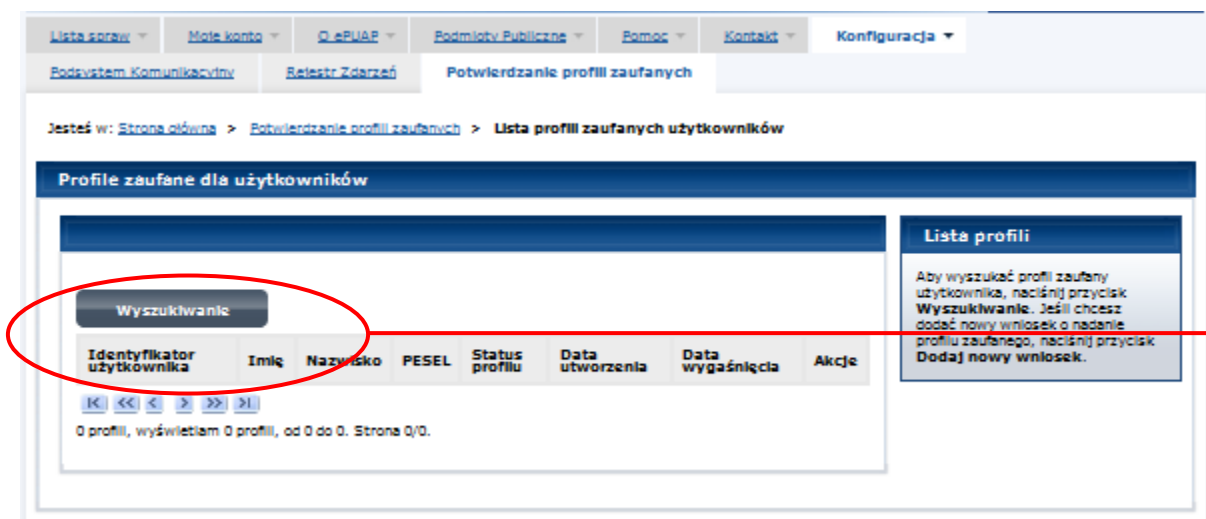 Lista spraw Moje konto O ePUAP Podmioty Publiczne Pomoc Kontakt Konfiguracja
Podsystem Komunikacyjny Rejestr Zdarzeń Potwierdzanie profili zaufanych
Jesteś w: Strona główna > Potwierdzanie profili zaufanych > Lista profili zaufanych użytkowników
Profile zaufane dla użytkowników
Wyszukiwanie
Identyfikator użytkownika Imię Nazwisko PESEL Status profilu Data utworzenia Data wygaśnięcia Akcje
K << < > >> >|
0 profili, wyświetlam 0 profili, od 0 do 0. Strona 0/0.
Lista profili
Aby wyszukać profil zaufany
użytkownika, naciśnij przycisk
Wyszukiwanie. Jeśli chcesz
dodać nowy wniosek o nadanie
profilu zaufanego, naciśnij przycisk
Dodaj nowy wniosek.